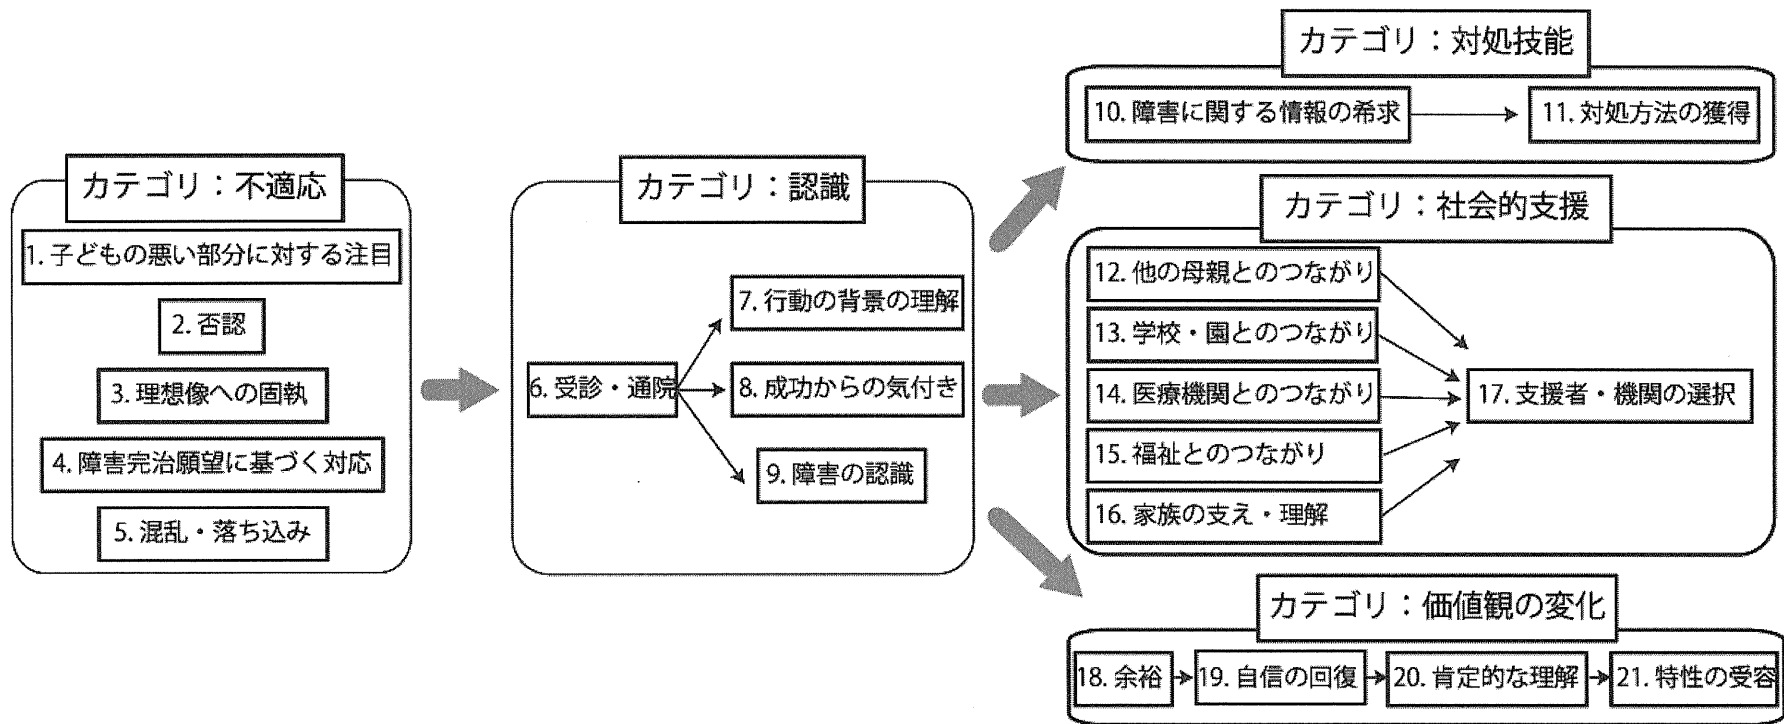 カテゴリ：不適応
1. 子どもの悪い部分に対する注目
2. 否認
3. 理想像への固執
4. 障害完治願望に基づく対応
5. 混乱・落ち込み
カテゴリ：認識
6. 受診・通院
7. 行動の背景の理解
8. 成功からの気付き
9. 障害の認識
カテゴリ：対処技能
10. 障害に関する情報の希求
11. 対処方法の獲得
カテゴリ：社会的支援
12. 他の母親とのつながり
13. 学校・園とのつながり
14. 医療機関とのつながり
15. 福祉とのつながり
16. 家族の支え・理解
17. 支援者・機関の選択
カテゴリ：価値観の変化
18. 余裕
19. 自信の回復
20. 肯定的な理解
21. 特性の受容